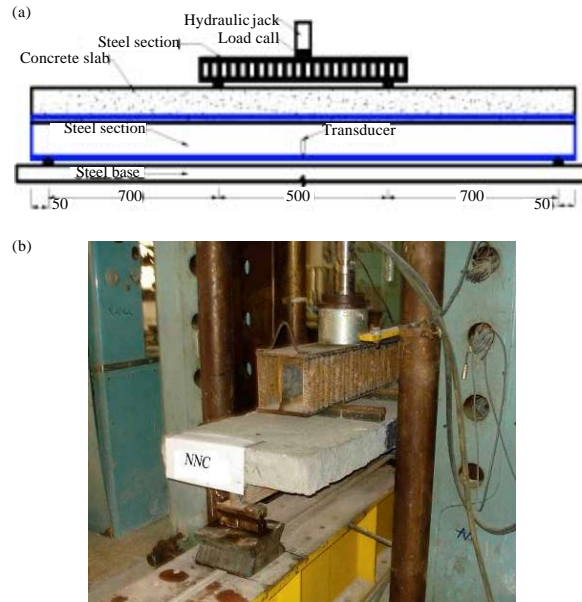 (a)
Hydraulic jack
Load call
Steel section
Concrete slab
Steel section
Transducer
Steel base
50 700 500 700 50
(b)
NNC